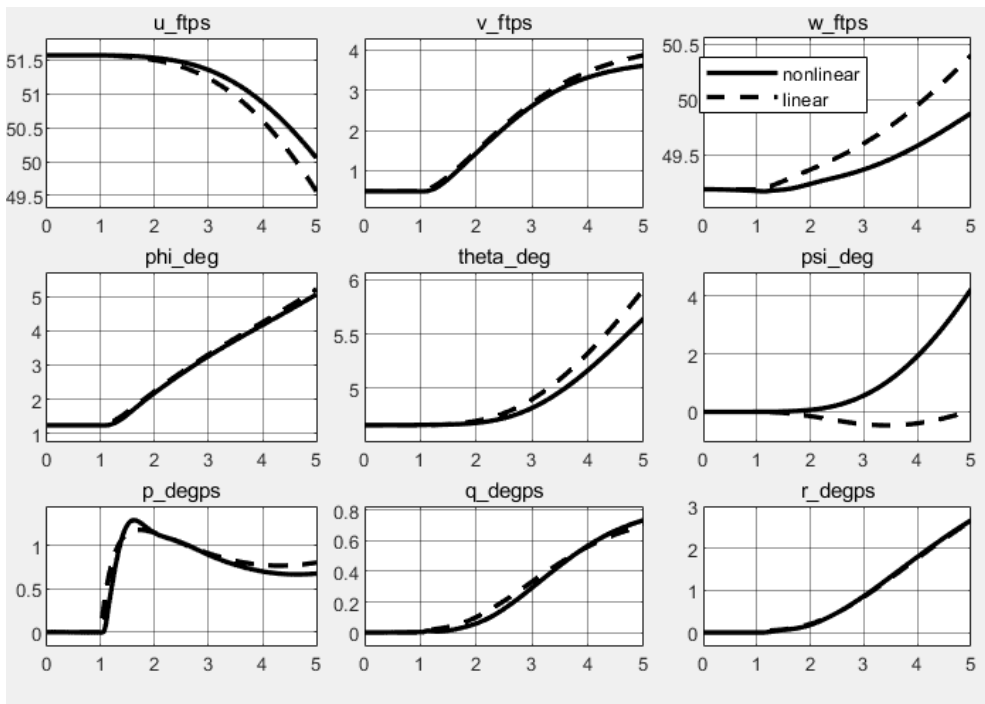 u_ftps
51.5
51
50.5
50
49.5
0 1 2 3 4 5
v_ftps
4
3
2
1
0 1 2 3 4 5
w_ftps
50.5
50
49.5
nonlinear
linear
0 1 2 3 4 5
phi_deg
5
4
3
2
1
0 1 2 3 4 5
theta_deg
6
5.5
5
0 1 2 3 4 5
psi_deg
4
2
0
0 1 2 3 4 5
p_degps
1
0.5
0
0 1 2 3 4 5
q_degps
0.8
0.6
0.4
0.2
0
0 1 2 3 4 5
r_degps
3
2
1
0
0 1 2 3 4 5